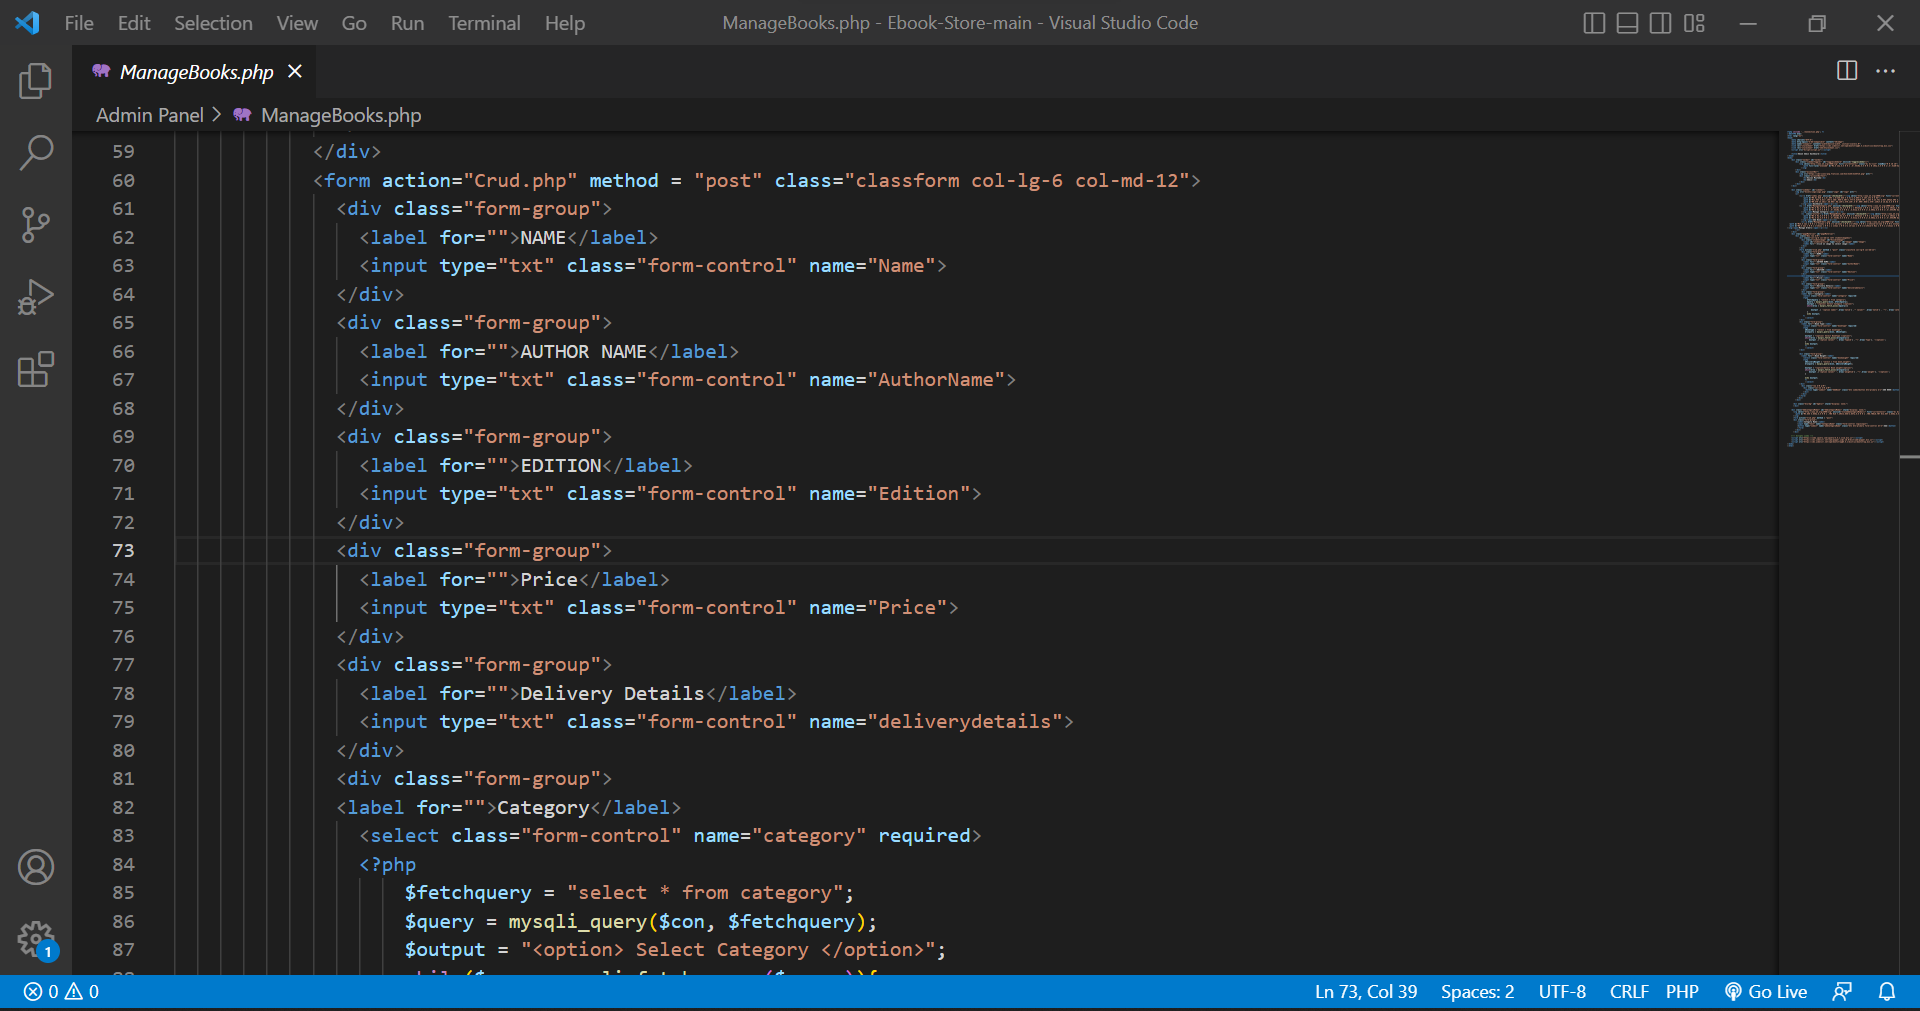 File Edit Selection View Go Run Terminal Help
ManageBooks.php - Ebook-Store-main - Visual Studio Code
ManageBooks.php
Admin Panel > ManageBooks.php
59 </div>
60 <form action="Crud.php" method = "post" class="classform col-lg-6 col-md-12">
61 <div class="form-group">
62 <label for="">NAME</label>
63 <input type="txt" class="form-control" name="Name">
64 </div>
65 <div class="form-group">
66 <label for="">AUTHOR NAME</label>
67 <input type="txt" class="form-control" name="AuthorName">
68 </div>
69 <div class="form-group">
70 <label for="">EDITION</label>
71 <input type="txt" class="form-control" name="Edition">
72 </div>
73 <div class="form-group">
74 <label for="">Price</label>
75 <input type="txt" class="form-control" name="Price">
76 </div>
77 <div class="form-group">
78 <label for="">Delivery Details</label>
79 <input type="txt" class="form-control" name="deliverydetails">
80 </div>
81 <div class="form-group">
82 <label for="">Category</label>
83 <select class="form-control" name="category" required>
84 <?php
85 $fetchquery = "select * from category";
86 $query = mysqli_query($con, $fetchquery);
87 $output = "<option> Select Category </option>";
1
0 0 Ln 73, Col 39 Spaces: 2 UTF-8 CRLF PHP Go Live